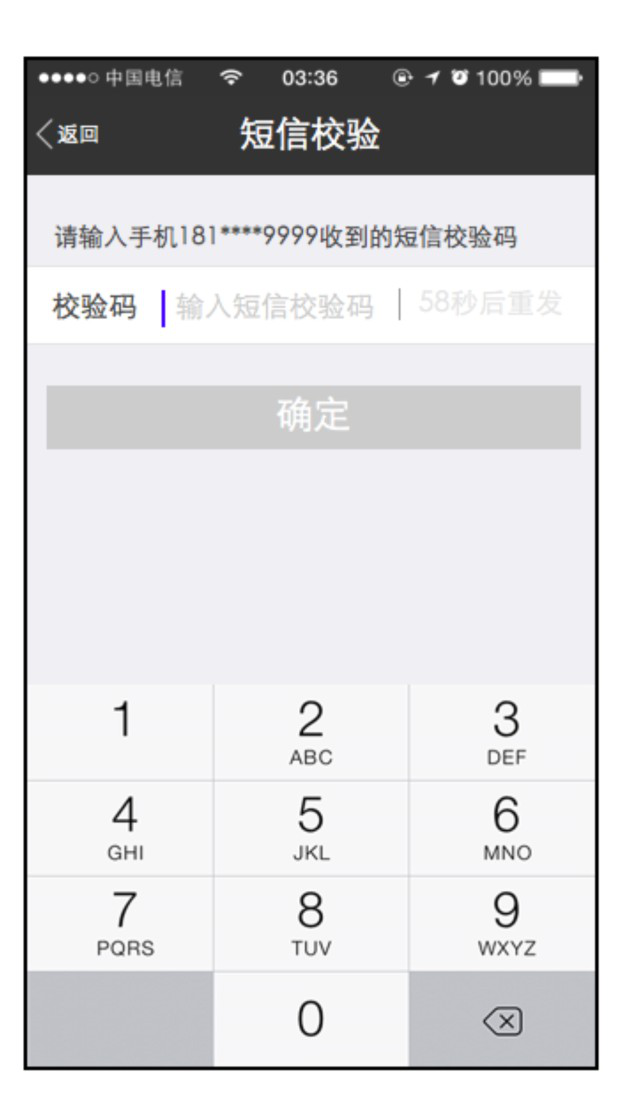 中国电信 03:36 100%
返回 短信校验
请输入手机181****9999收到的短信校验码
校验码 输入短信校验码 58秒后重发
确定
1 2 3
ABC DEF
4 5 6
GHI JKL MNO
7 8 9
PQRS TUV WXYZ
0